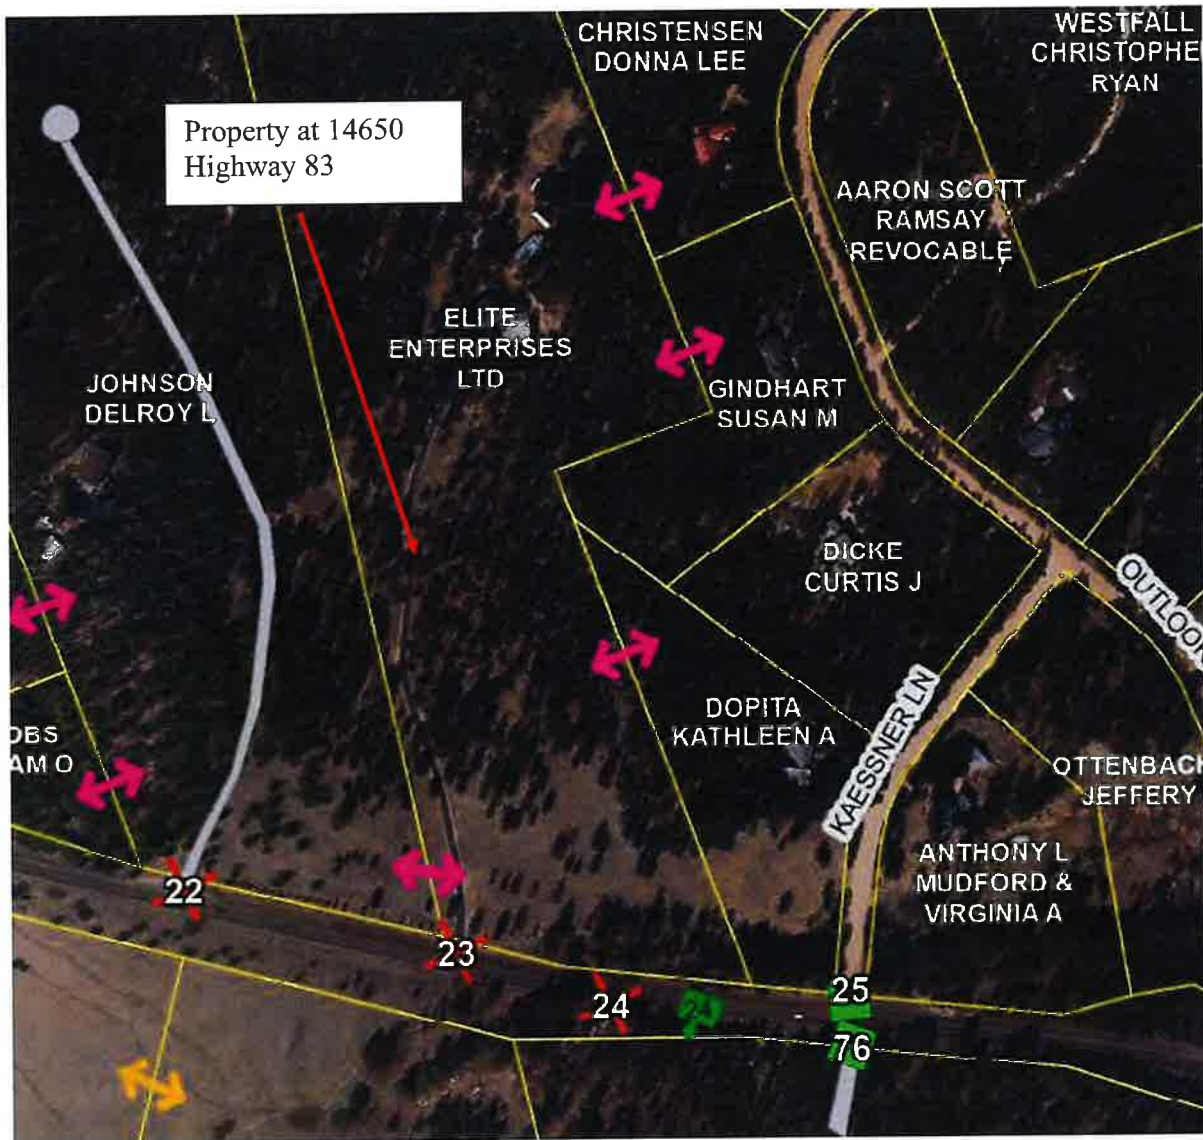 CHRISTENSEN
DONNA LEE
WESTFALL
CHRISTOPHE
RYAN
Property at 14650
Highway 83
AARON SCOTT
RAMSAY
REVOCABLE
ELITE
ENTERPRISES
LTD
JOHNSON
DELROY L
GINDHART
SUSAN M
DICKE
CURTIS J
OUTLOO
KAESSNER LN
DOPITA
KATHLEEN A
OBS
AM O
OTTENBACH
JEFFERY
ANTHONY L
MUDFORD &
VIRGINIA A
22
23
24
24
25
76